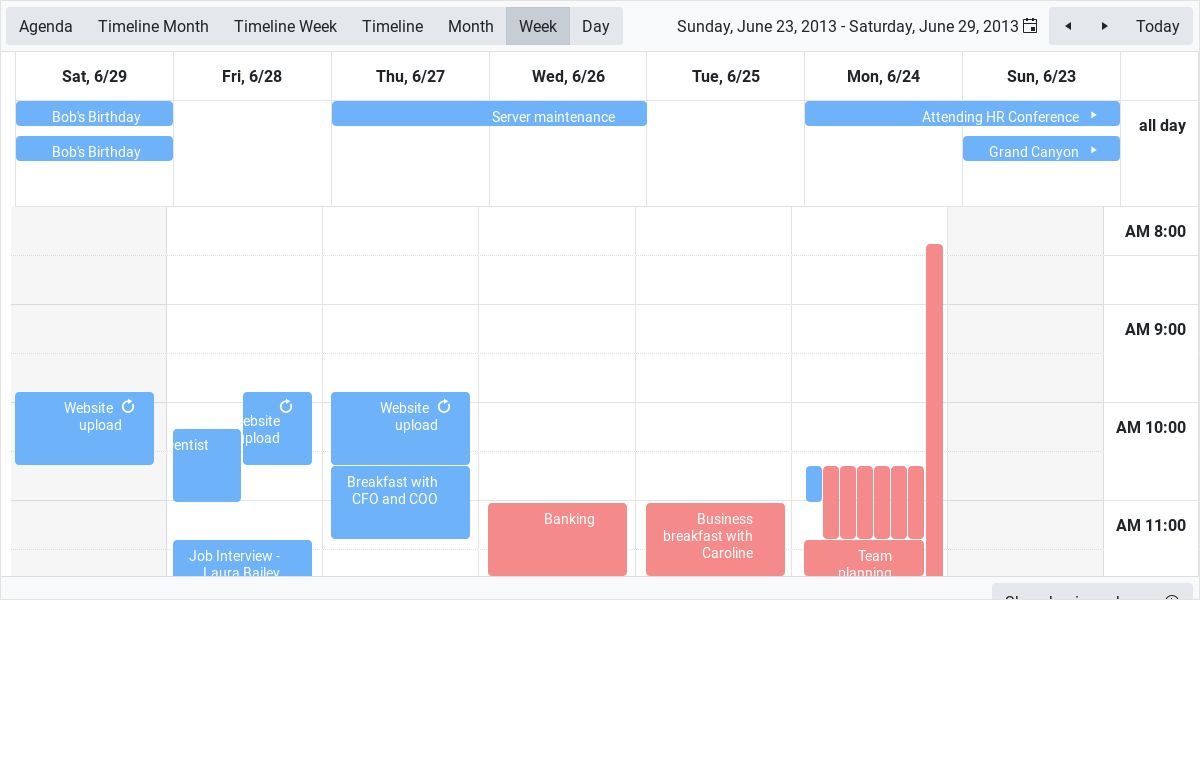 Agenda
Timeline Month
Timeline Week
Timeline
Month
Week
Day
Sunday, June 23, 2013 - Saturday, June 29, 2013
Today
Sat, 6/29
Fri, 6/28
Thu, 6/27
Wed, 6/26
Tue, 6/25
Mon, 6/24
Sun, 6/23
all day
Bob's Birthday
Server maintenance
Attending HR Conference
Bob's Birthday
Grand Canyon
AM 8:00
AM 9:00
AM 10:00
AM 11:00
Website
upload
ebsite
upload
entist
Website
upload
Breakfast with
CFO and COO
Banking
Business
breakfast with
Caroline
Team
planning
Job Interview -
Laura Bailey